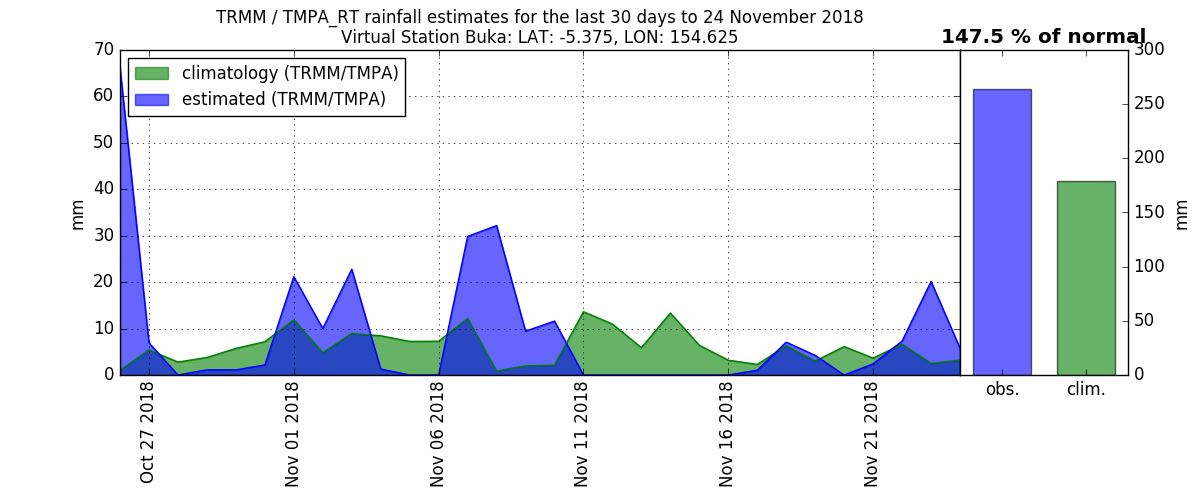 TRMM / TMPA_RT rainfall estimates for the last 30 days to 24 November 2018
Virtual Station Buka: LAT: -5.375, LON: 154.625
147.5 % of normal
climatology (TRMM/TMPA)
estimated (TRMM/TMPA)
mm
70
60
50
40
30
20
10
0
Oct 27 2018
Nov 01 2018
Nov 06 2018
Nov 11 2018
Nov 16 2018
Nov 21 2018
300
250
200
150
100
50
0
mm
obs.
clim.